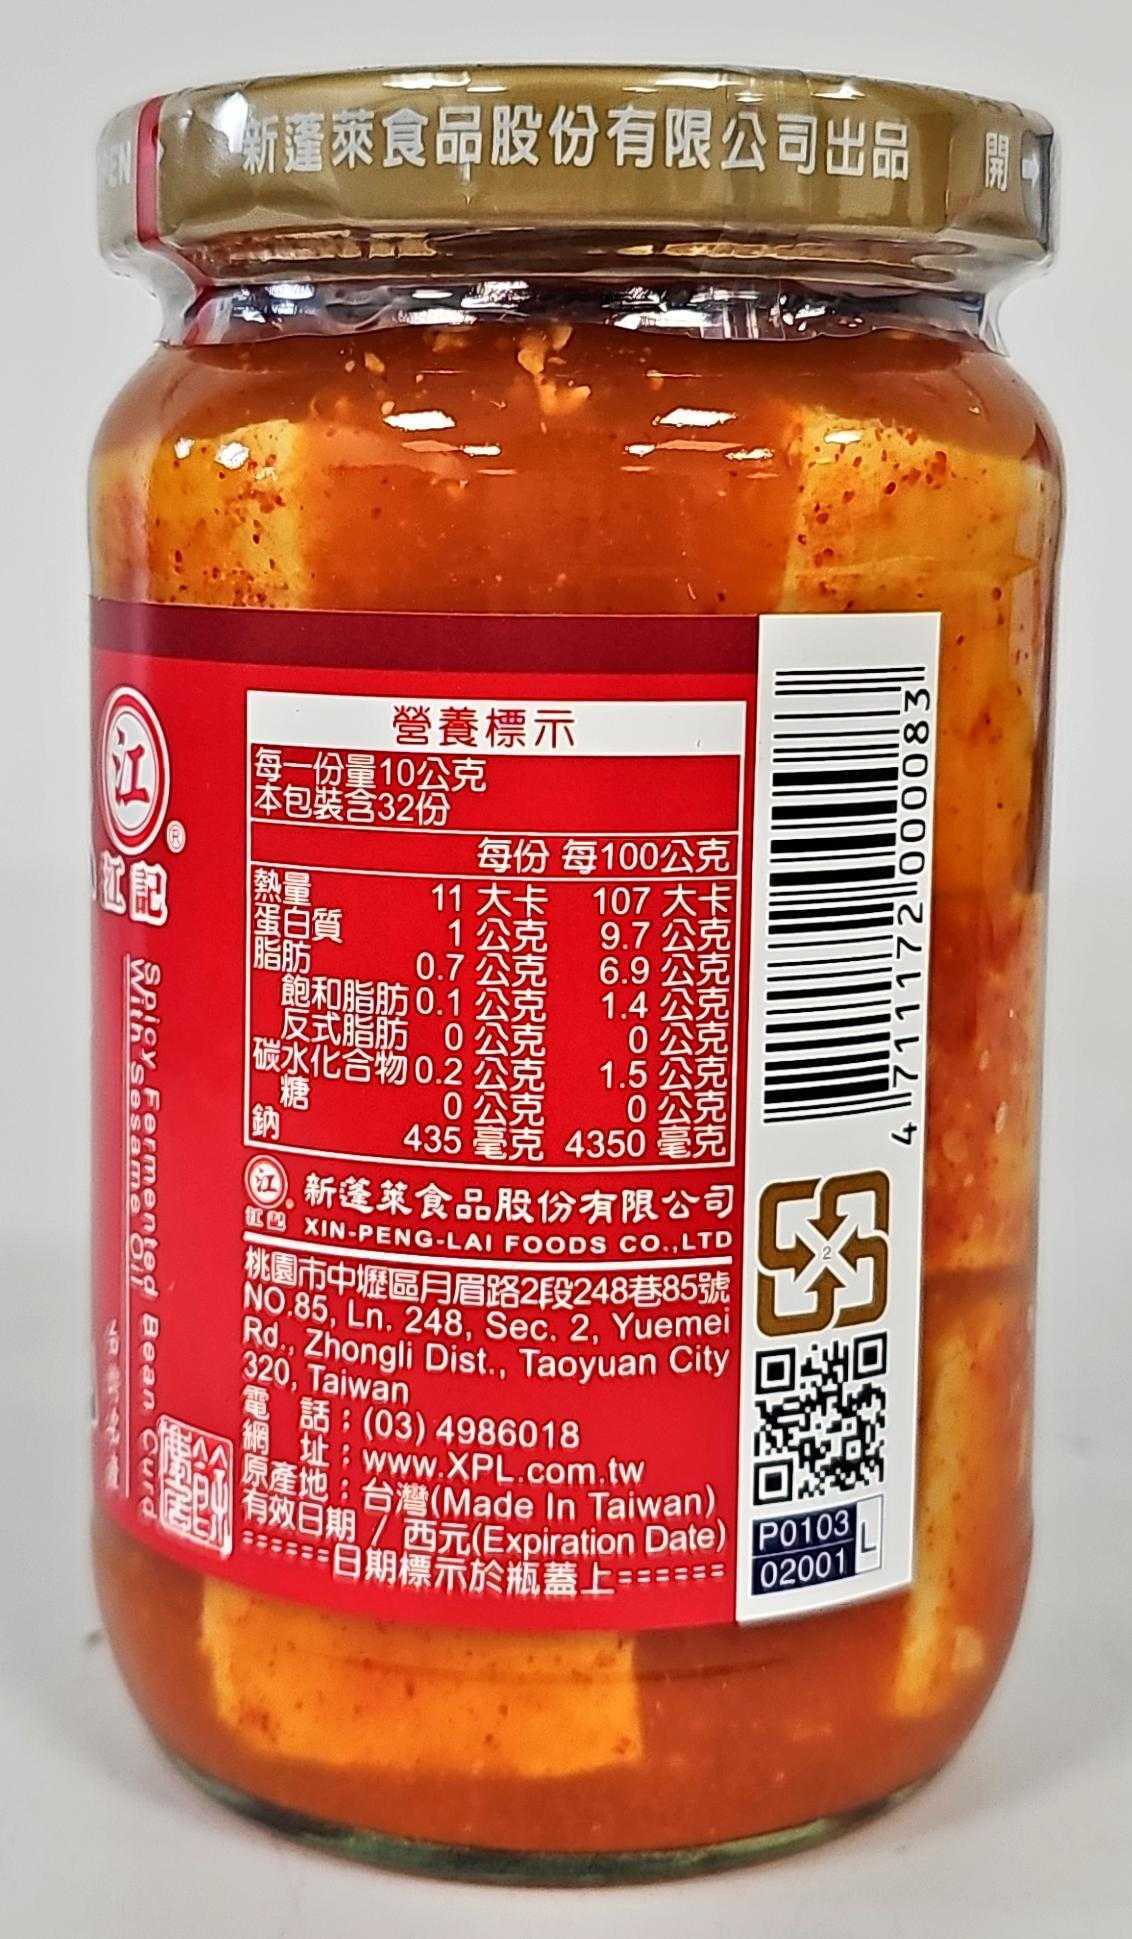 新蓬萊食品股份有限公司出品
開
江
®
江記
Spicy Fermented Bean Curd
With Sesame Oil
營養標示
每一份量10公克
本包裝含32份
每份 每100公克
熱量 11 大卡 107 大卡
蛋白質 1 公克 9.7 公克
脂肪 0.7 公克 6.9 公克
飽和脂肪 0.1 公克 1.4 公克
反式脂肪 0 公克 0 公克
碳水化合物 0.2 公克 1.5 公克
糖 0 公克 0 公克
鈉 435 毫克 4350 毫克
江
江記
新蓬萊食品股份有限公司
XIN-PENG-LAI FOODS CO.,LTD
桃園市中壢區月眉路2段248巷85號
NO.85, Ln. 248, Sec. 2, Yuemei
Rd., Zhongli Dist., Taoyuan City
320, Taiwan
電 話：(03) 4986018
網 址：www.XPL.com.tw
原產地：台灣(Made In Taiwan)
有效日期 / 西元(Expiration Date)
======日期標示於瓶蓋上======
4 711172 000083
2
P0103
02001
L